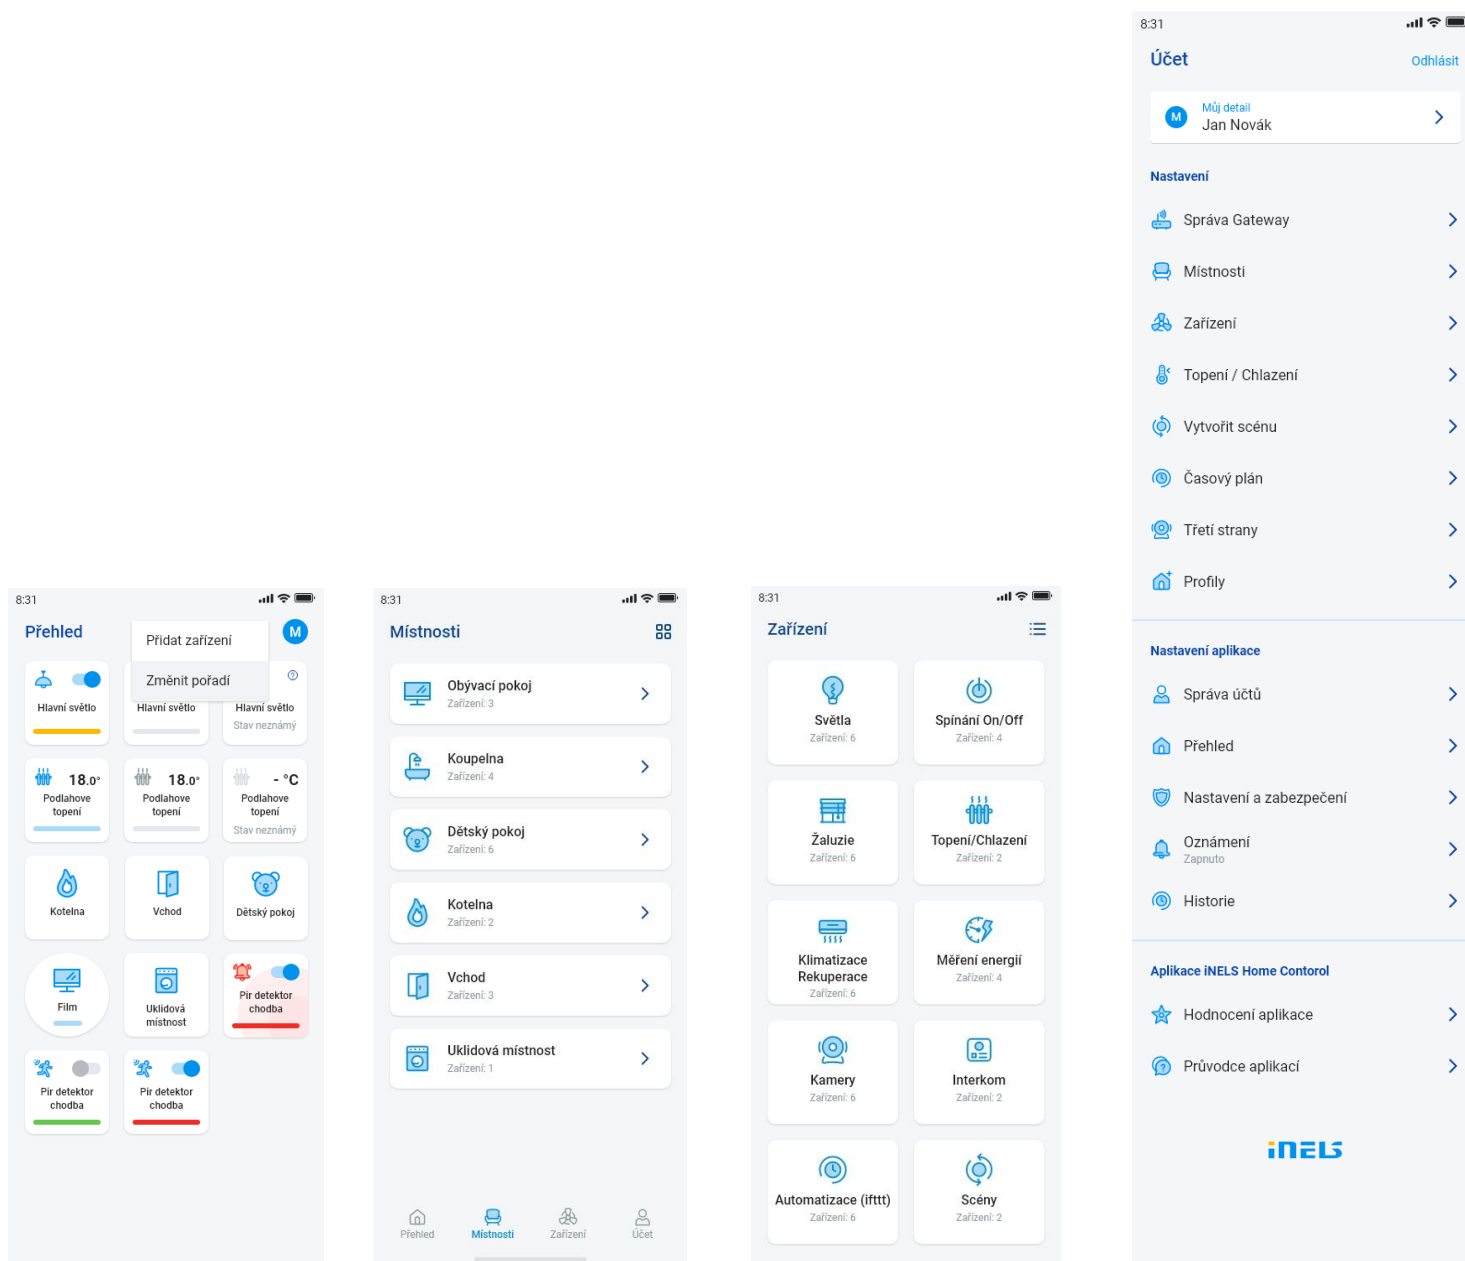 8:31
Přehled
Přidat zařízení
M
Změnit pořadí
Hlavní světlo
Hlavní světlo
Hlavní světlo
Stav neznámý
18.0°
18.0°
- °C
Podlahove
topení
Podlahove
topení
Podlahove
topení
Stav neznámý
Kotelna
Vchod
Dětský pokoj
Film
Uklidová
místnost
Pir detektor
chodba
Pir detektor
chodba
Pir detektor
chodba
8:31
Místnosti
Obývací pokoj
Zařízení: 3
Koupelna
Zařízení: 4
Dětský pokoj
Zařízení: 6
Kotelna
Zařízení: 2
Vchod
Zařízení: 3
Uklidová místnost
Zařízení: 1
Přehled
Místnosti
Zařízení
Účet
8:31
Zařízení
Světla
Zařízení: 6
Spínání On/Off
Zařízení: 4
Žaluzie
Zařízení: 6
Topení/Chlazení
Zařízení: 2
Klimatizace
Rekuperace
Zařízení: 6
Měření energií
Zařízení: 4
Kamery
Zařízení: 6
Interkom
Zařízení: 2
Automatizace (ifttt)
Zařízení: 6
Scény
Zařízení: 2
8:31
Účet
Odhlásit
M
Můj detail
Jan Novák
Nastavení
Správa Gateway
Místnosti
Zařízení
Topení / Chlazení
Vytvořit scénu
Časový plán
Třetí strany
Profily
Nastavení aplikace
Správa účtů
Přehled
Nastavení a zabezpečení
Oznámení
Zapnuto
Historie
Aplikace iNELS Home Contorol
Hodnocení aplikace
Průvodce aplikací
iNELS